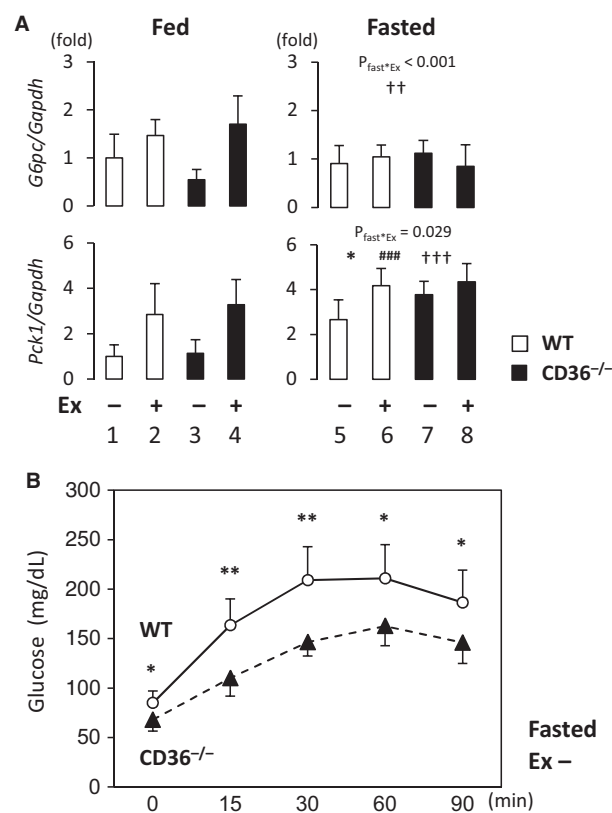 A
Fed
Fasted
(fold)
(fold)
G6pc/Gapdh
3
2
1
0
3
2
1
0
P_fast*Ex < 0.001
††
Pck1/Gapdh
6
4
2
0
6
4
2
0
P_fast*Ex = 0.029
* ### †††
WT
CD36−/−
Ex − + − + − + − +
1 2 3 4 5 6 7 8
B
Glucose (mg/dL)
300
250
200
150
100
50
0
* ** ** * *
WT
CD36−/−
Fasted
Ex −
0 15 30 60 90 (min)